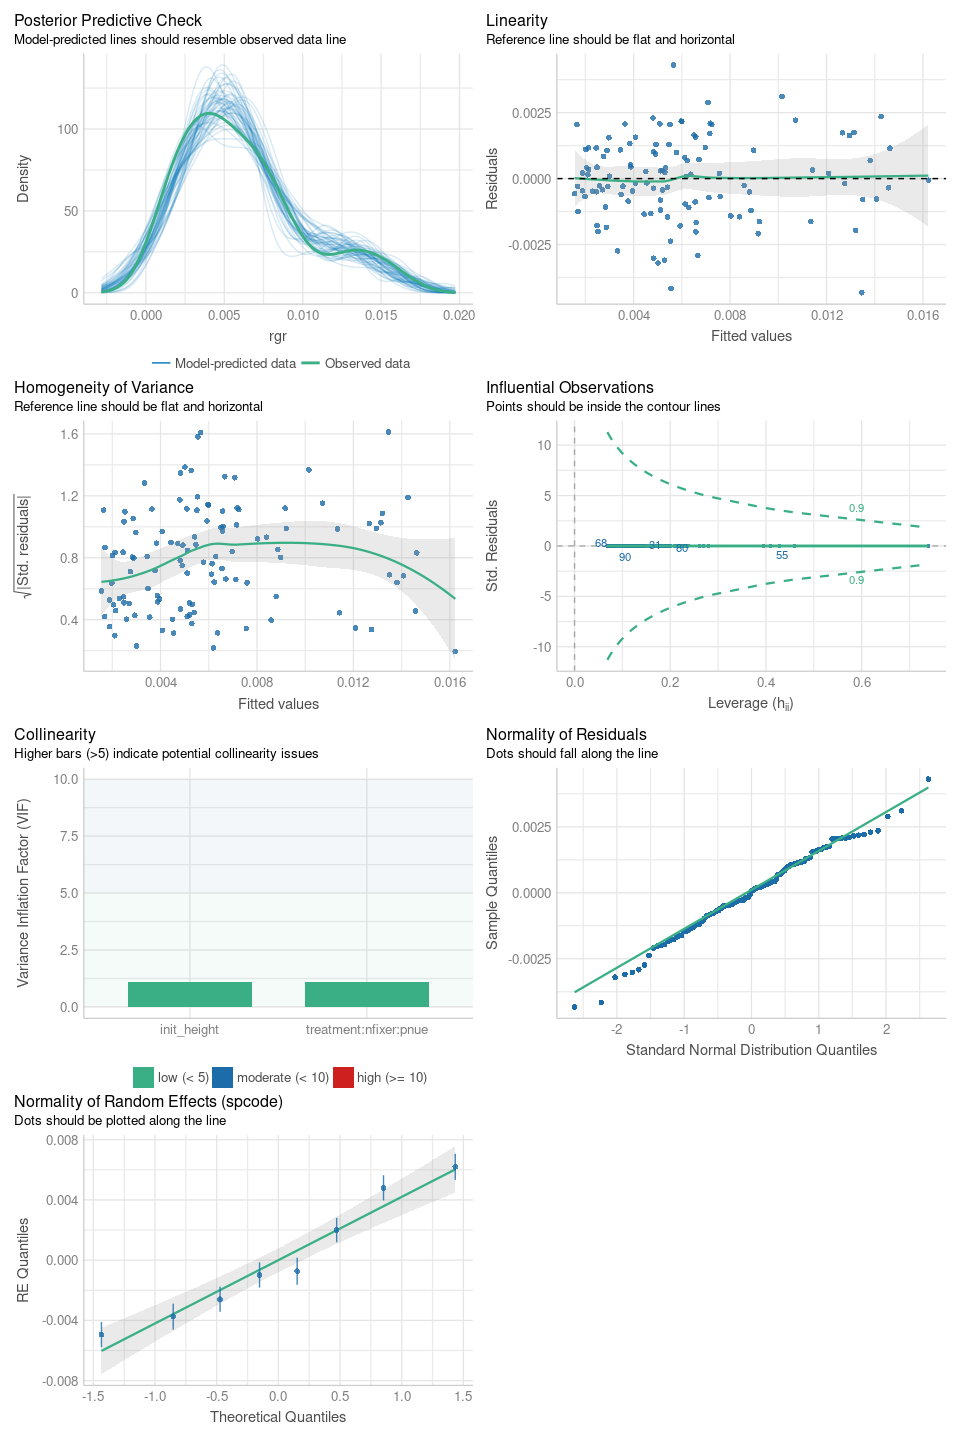 Posterior Predictive Check
Model-predicted lines should resemble observed data line
Density
100
50
0
0.000 0.005 0.010 0.015 0.020
rgr
Model-predicted data Observed data
Linearity
Reference line should be flat and horizontal
Residuals
0.0025
0.0000
-0.0025
0.004 0.008 0.012 0.016
Fitted values
Homogeneity of Variance
Reference line should be flat and horizontal
√|Std. residuals|
1.6
1.2
0.8
0.4
0.004 0.008 0.012 0.016
Fitted values
Influential Observations
Points should be inside the contour lines
Std. Residuals
10
5
0
-5
-10
0.9
68 31 60
90 55
0.9
0.0 0.2 0.4 0.6
Leverage (hii)
Collinearity
Higher bars (>5) indicate potential collinearity issues
Variance Inflation Factor (VIF)
10.0
7.5
5.0
2.5
0.0
init_height treatment:nfixer:pnue
low (< 5) moderate (< 10) high (>= 10)
Normality of Residuals
Dots should fall along the line
Sample Quantiles
0.0025
0.0000
-0.0025
-2 -1 0 1 2
Standard Normal Distribution Quantiles
Normality of Random Effects (spcode)
Dots should be plotted along the line
RE Quantiles
0.008
0.004
0.000
-0.004
-0.008
-1.5 -1.0 -0.5 0.0 0.5 1.0 1.5
Theoretical Quantiles